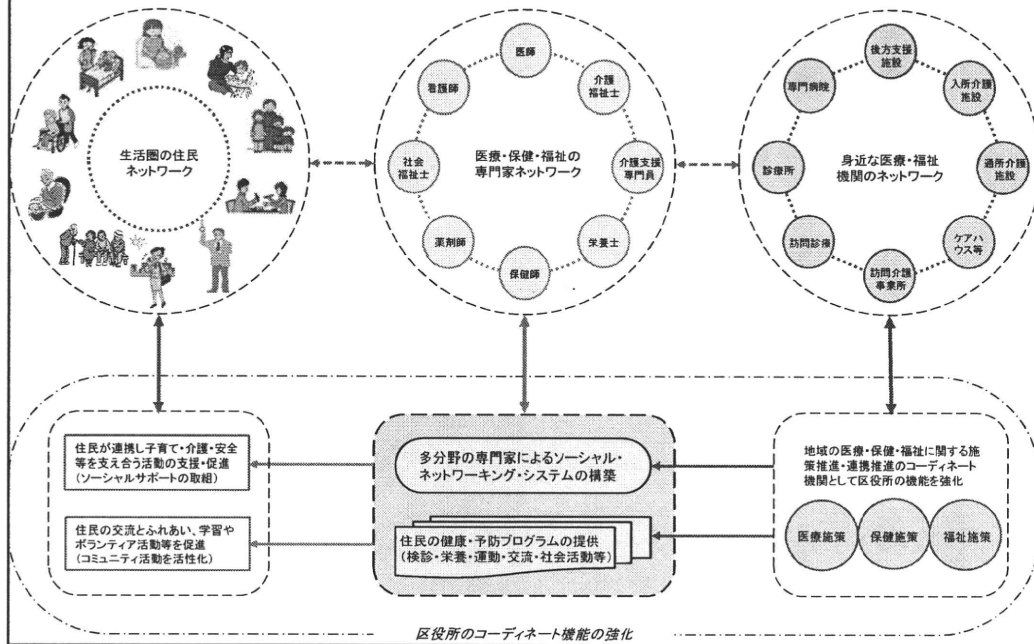 生活圏の住民
ネットワーク
医師
介護
福祉士
介護支援
専門員
栄養士
保健師
薬剤師
社会
福祉士
看護師
医療・保健・福祉の
専門家ネットワーク
後方支援
施設
入所介護
施設
通所介護
施設
ケアハ
ウス等
訪問介護
事業所
訪問診療
診療所
専門病院
身近な医療・福祉
機関のネットワーク
住民が連携し子育て・介護・安全
等を支え合う活動の支援・促進
(ソーシャルサポートの取組)
住民の交流とふれあい、学習や
ボランティア活動等を促進
(コミュニティ活動を活性化)
多分野の専門家によるソーシャル・
ネットワーキング・システムの構築
住民の健康・予防プログラムの提供
(検診・栄養・運動・交流・社会活動等)
地域の医療・保健・福祉に関する施
策推進・連携推進のコーディネート
機関として区役所の機能を強化
医療施策
保健施策
福祉施策
区役所のコーディネート機能の強化